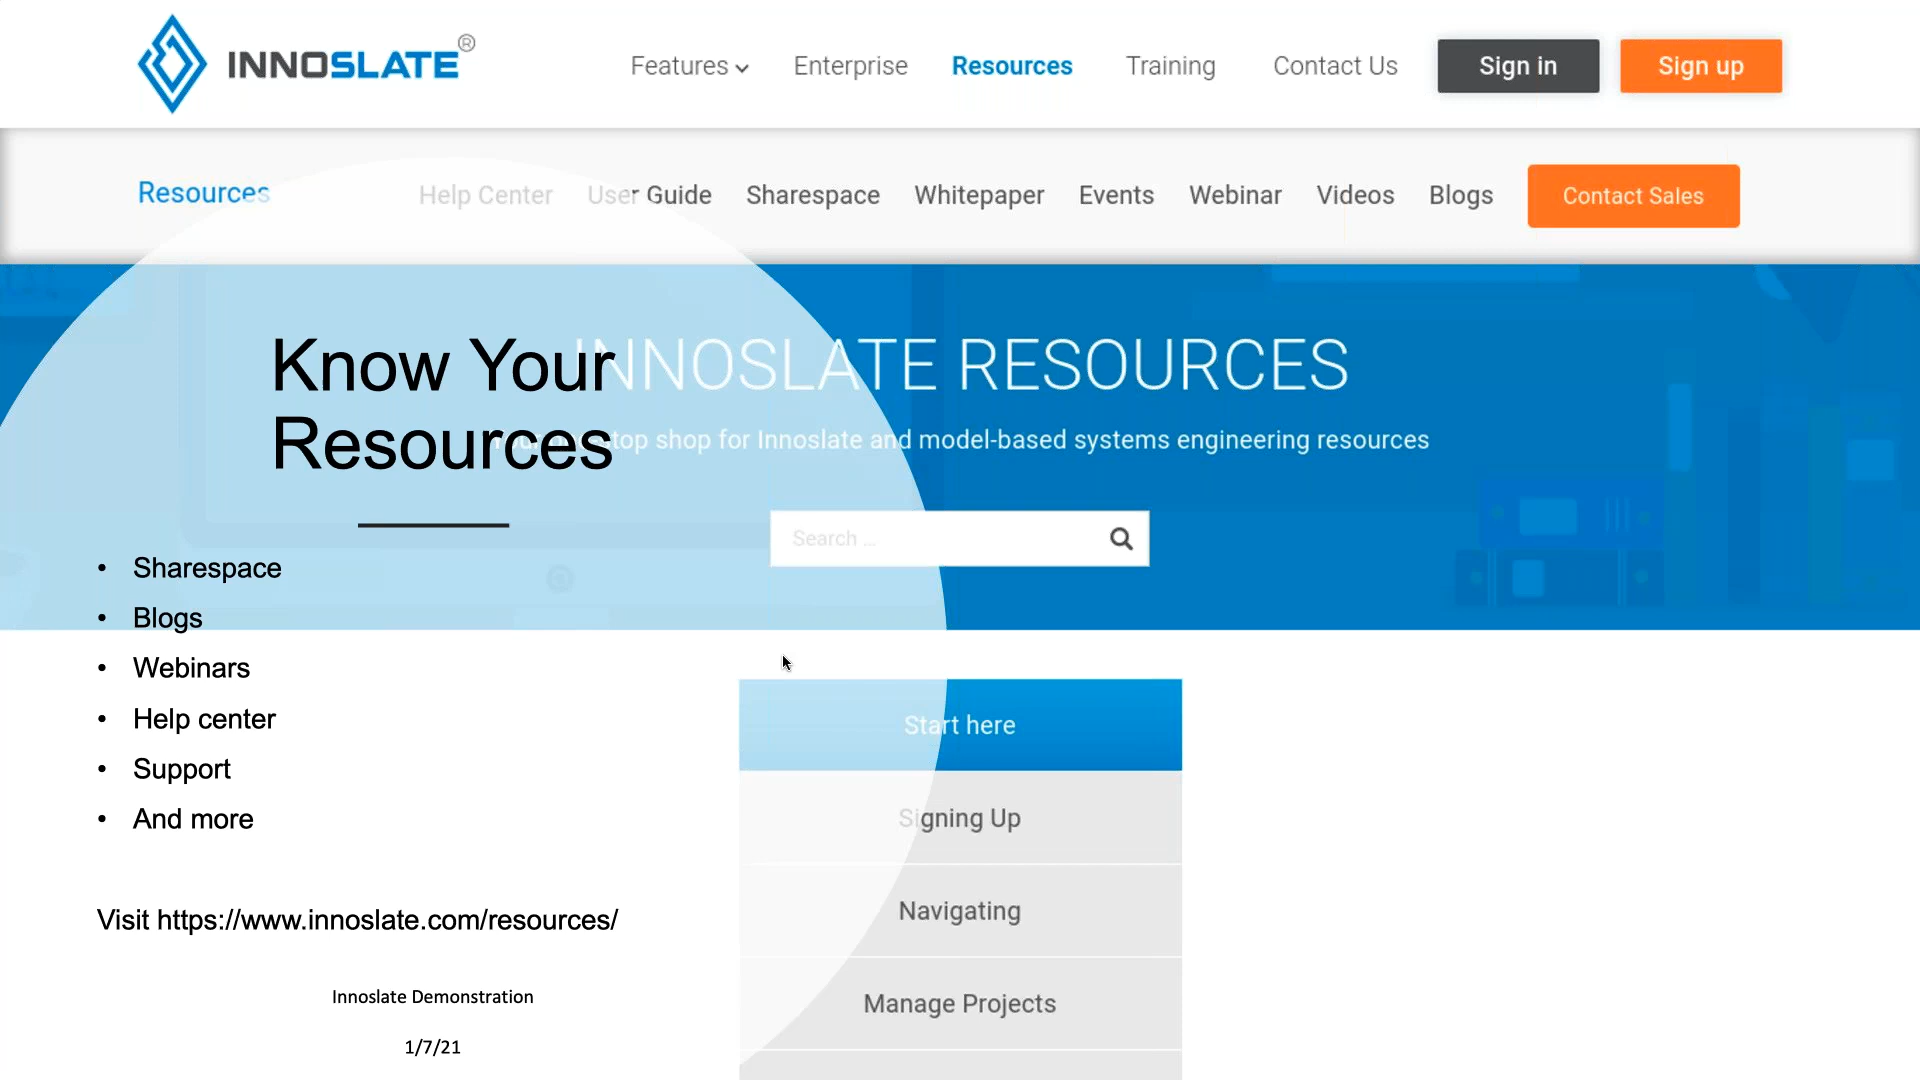 INNOSLATE®
Features Enterprise Resources Training Contact Us Sign in Sign up
Resources Help Center User Guide Sharespace Whitepaper Events Webinar Videos Blogs Contact Sales
INNOSLATE RESOURCES
Your one-stop shop for Innoslate and model-based systems engineering resources
Search ...
Know Your
Resources
• Sharespace
• Blogs
• Webinars
• Help center
• Support
• And more
Visit https://www.innoslate.com/resources/
Innoslate Demonstration
1/7/21
Start here
Signing Up
Navigating
Manage Projects